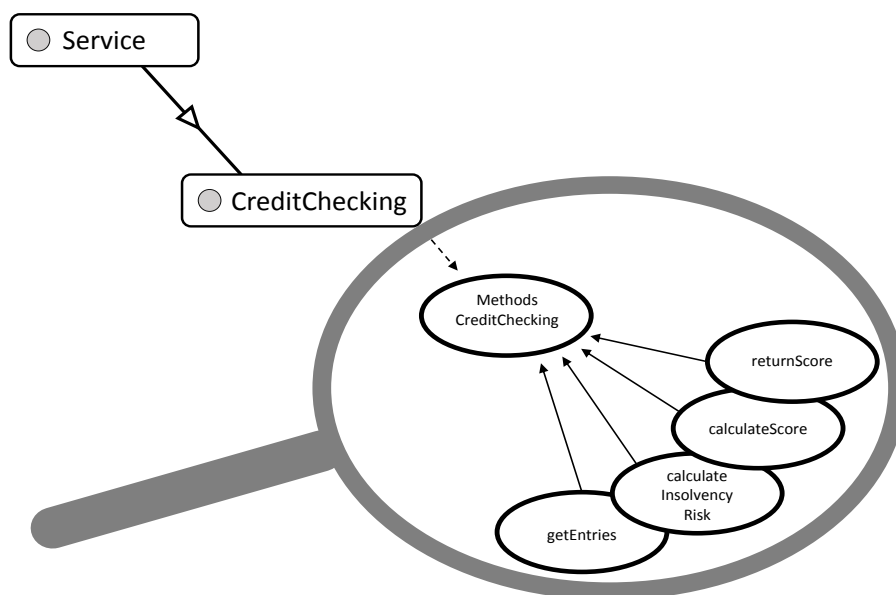 Service
CreditChecking
Methods
CreditChecking
returnScore
calculateScore
calculate
Insolvency
Risk
getEntries